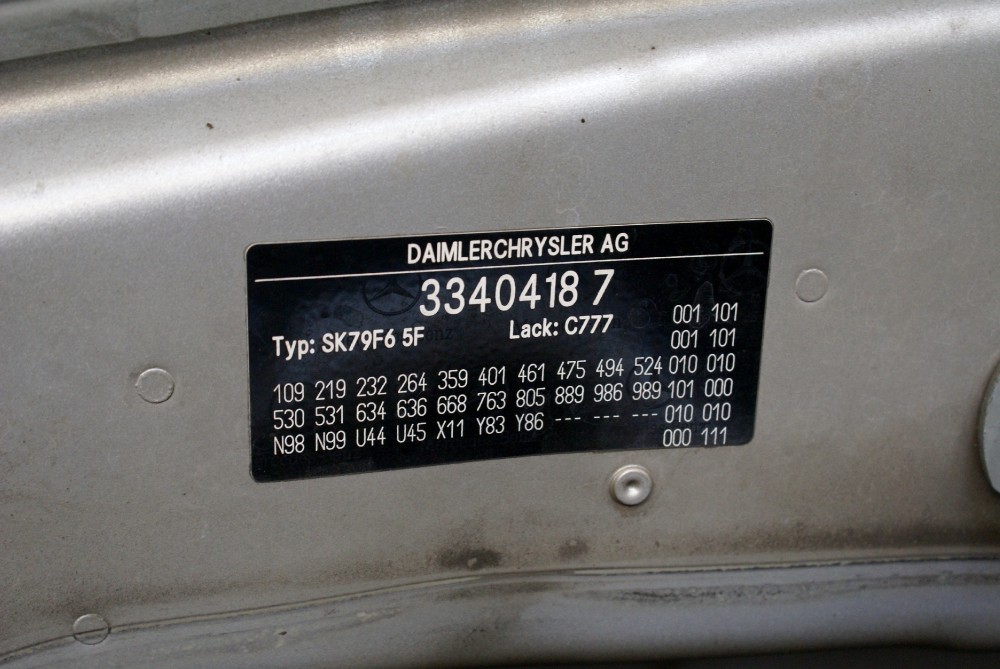 DAIMLERCHRYSLER AG
3340418 7
Typ: SK79F6 5F Lack: C777 001 101
001 101
109 219 232 264 359 401 461 475 494 524 010 010
530 531 634 636 668 763 805 889 986 989 101 000
N98 N99 U44 U45 X11 Y83 Y86 --- --- --- 010 010
000 111